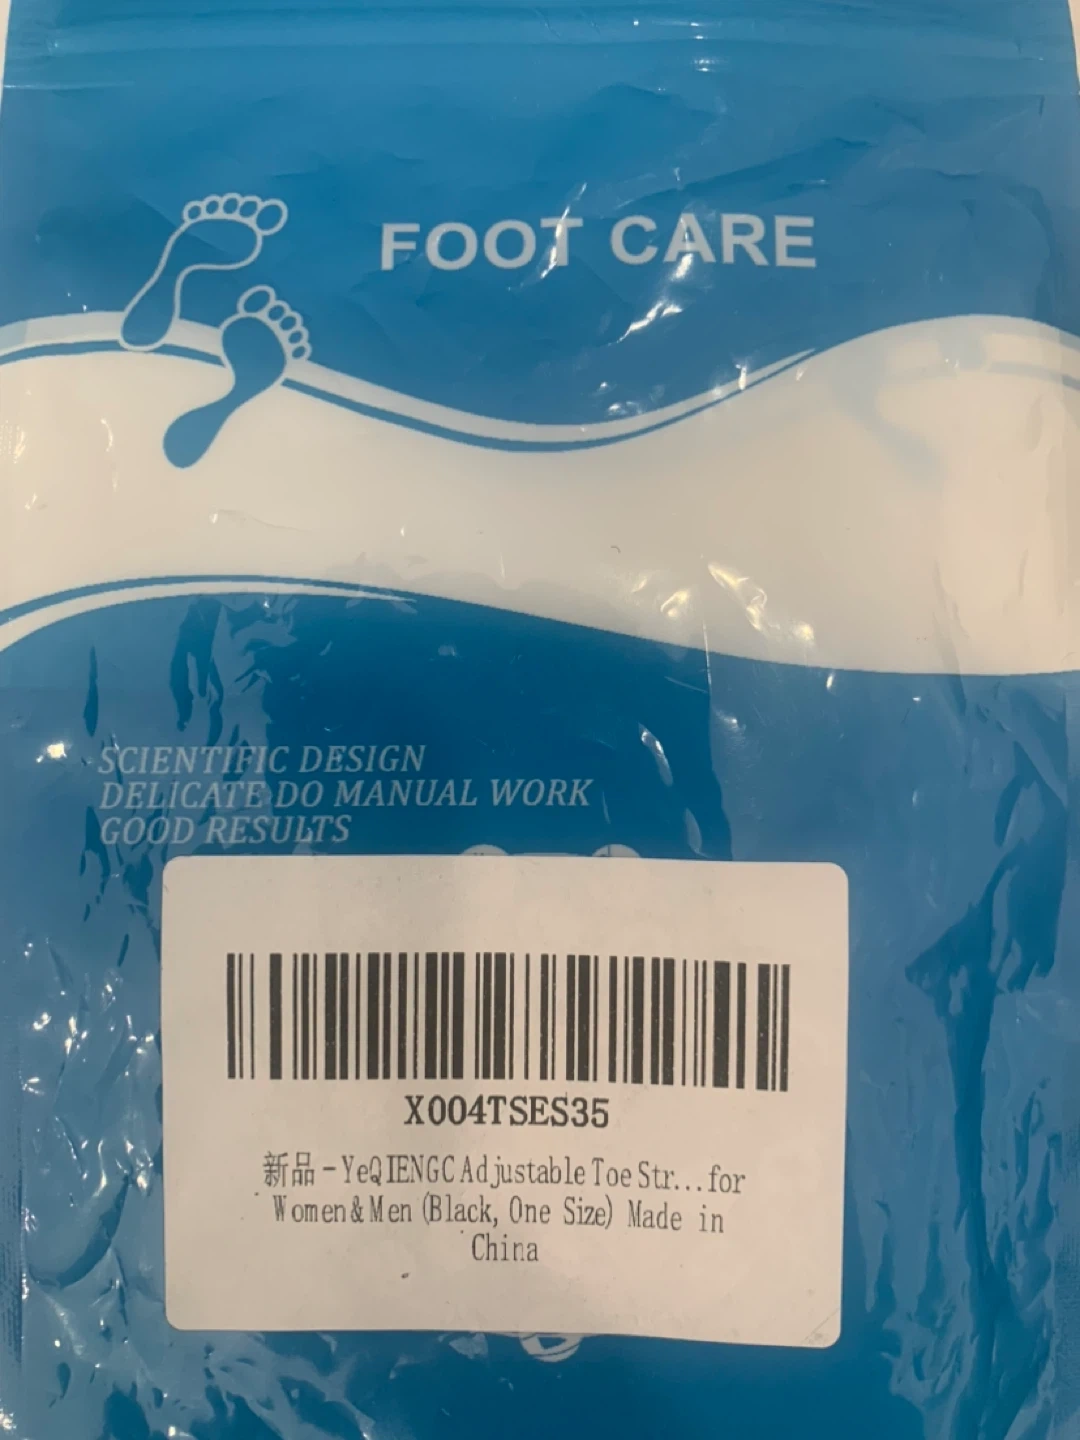 FOOT CARE
SCIENTIFIC DESIGN
DELICATE DO MANUAL WORK
GOOD RESULTS
X004TSES35
新品-YeQIENGC Adjustable Toe Str...for
Women&Men (Black, One Size) Made in
China